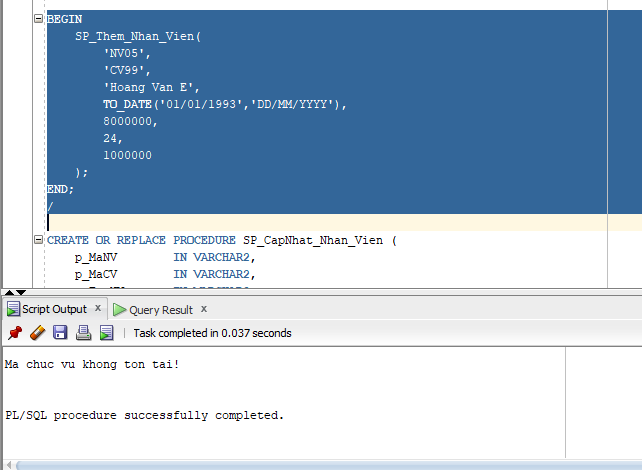 BEGIN
SP_Them_Nhan_Vien(
'NV05',
'CV99',
'Hoang Van E',
TO_DATE('01/01/1993','DD/MM/YYYY'),
8000000,
24,
1000000
);
END;
/
CREATE OR REPLACE PROCEDURE SP_CapNhat_Nhan_Vien (
p_MaNV IN VARCHAR2,
p_MaCV IN VARCHAR2,
Script Output x
Query Result x
Task completed in 0.037 seconds
Ma chuc vu khong ton tai!
PL/SQL procedure successfully completed.